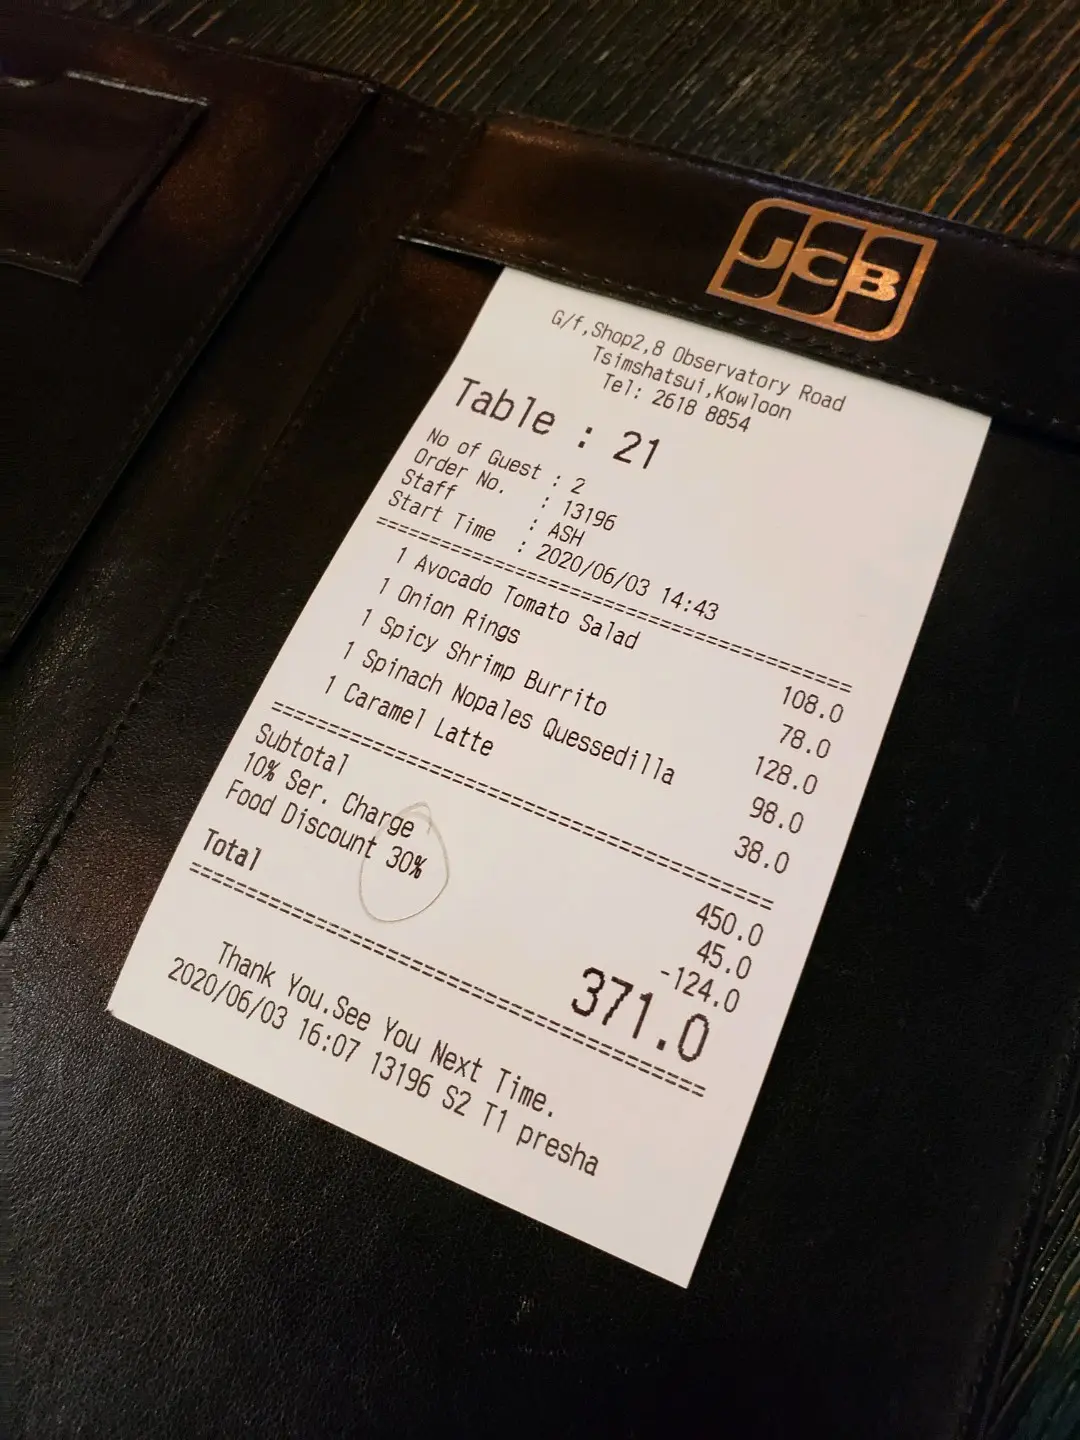 JCB
G/f,Shop2,8 Observatory Road
Tsimshatsui,Kowloon
Tel: 2618 8854
Table : 21
No of Guest : 2
Order No. : 13196
Staff : ASH
Start Time : 2020/06/03 14:43
1 Avocado Tomato Salad 108.0
1 Onion Rings 78.0
1 Spicy Shrimp Burrito 128.0
1 Spinach Nopales Quessedilla 98.0
1 Caramel Latte 38.0
Subtotal 450.0
10% Ser. Charge 45.0
Food Discount 30% -124.0
Total 371.0
Thank You.See You Next Time.
2020/06/03 16:07 13196 S2 T1 presha